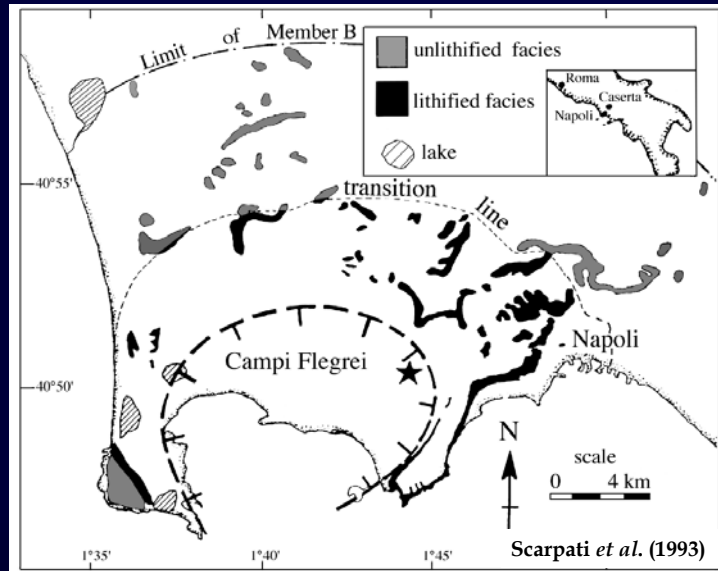 Limit of Member B
unlithified facies
lithified facies
lake
Roma
Caserta
Napoli
40°55'
transition line
Campi Flegrei
Napoli
40°50'
N
scale
0 4 km
1°35' 1°40' 1°45'
Scarpati et al. (1993)